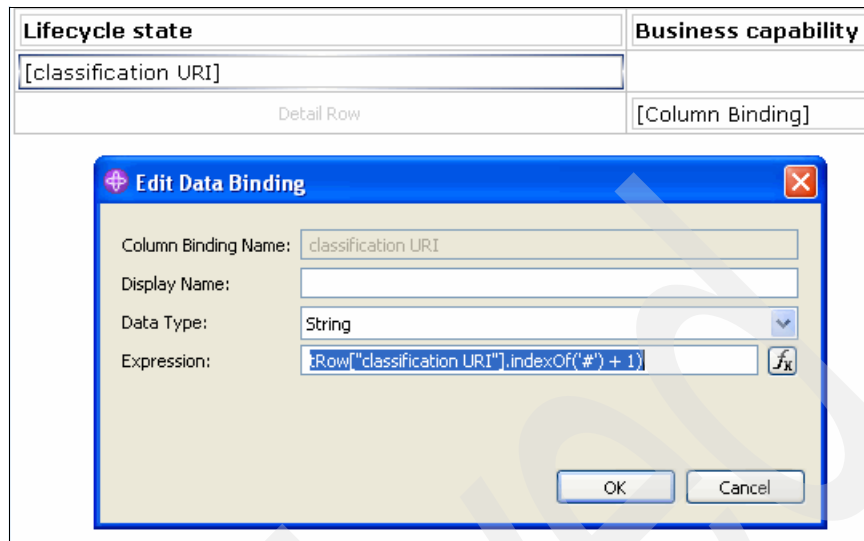 Lifecycle state Business capability
[classification URI]
Detail Row [Column Binding]
Edit Data Binding
Column Binding Name: classification URI
Display Name:
Data Type: String
Expression: tRow["classification URI"].indexOf('#') + 1)
fx
OK Cancel